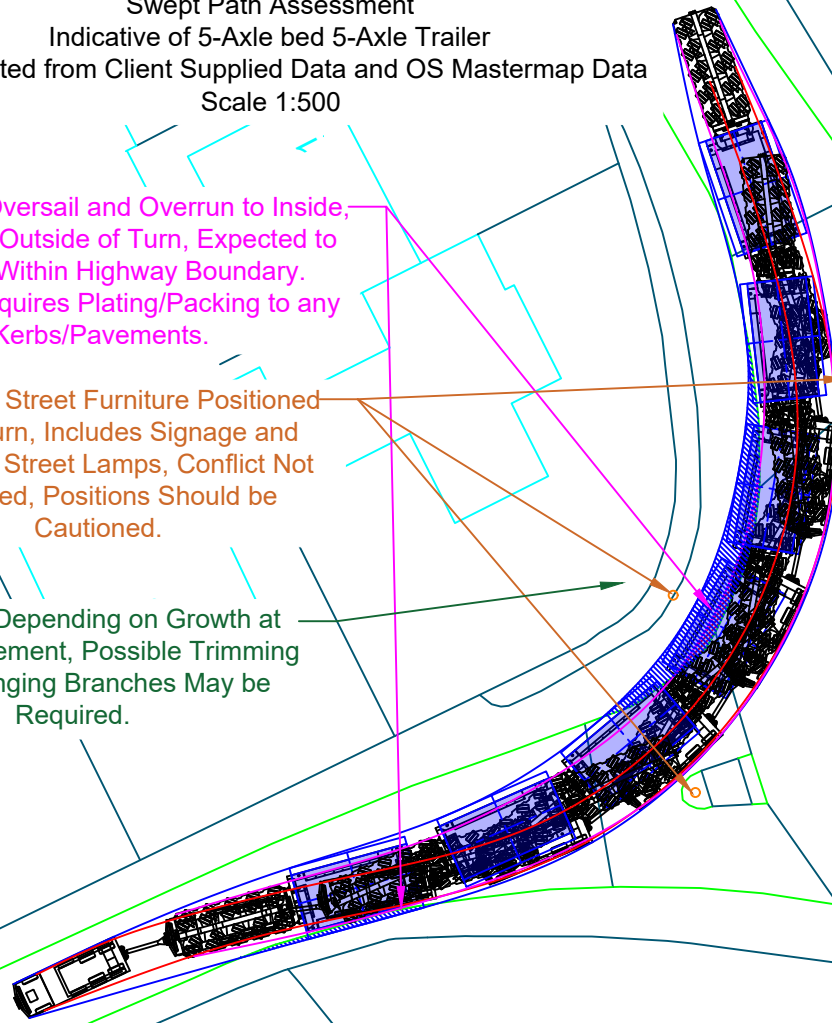 Swept Path Assessment
Indicative of 5-Axle bed 5-Axle Trailer
ted from Client Supplied Data and OS Mastermap Data
Scale 1:500
Oversail and Overrun to Inside,
Outside of Turn, Expected to
Within Highway Boundary.
quires Plating/Packing to any
Kerbs/Pavements.
Street Furniture Positioned
urn, Includes Signage and
Street Lamps, Conflict Not
ed, Positions Should be
Cautioned.
Depending on Growth at
ement, Possible Trimming
nging Branches May be
Required.